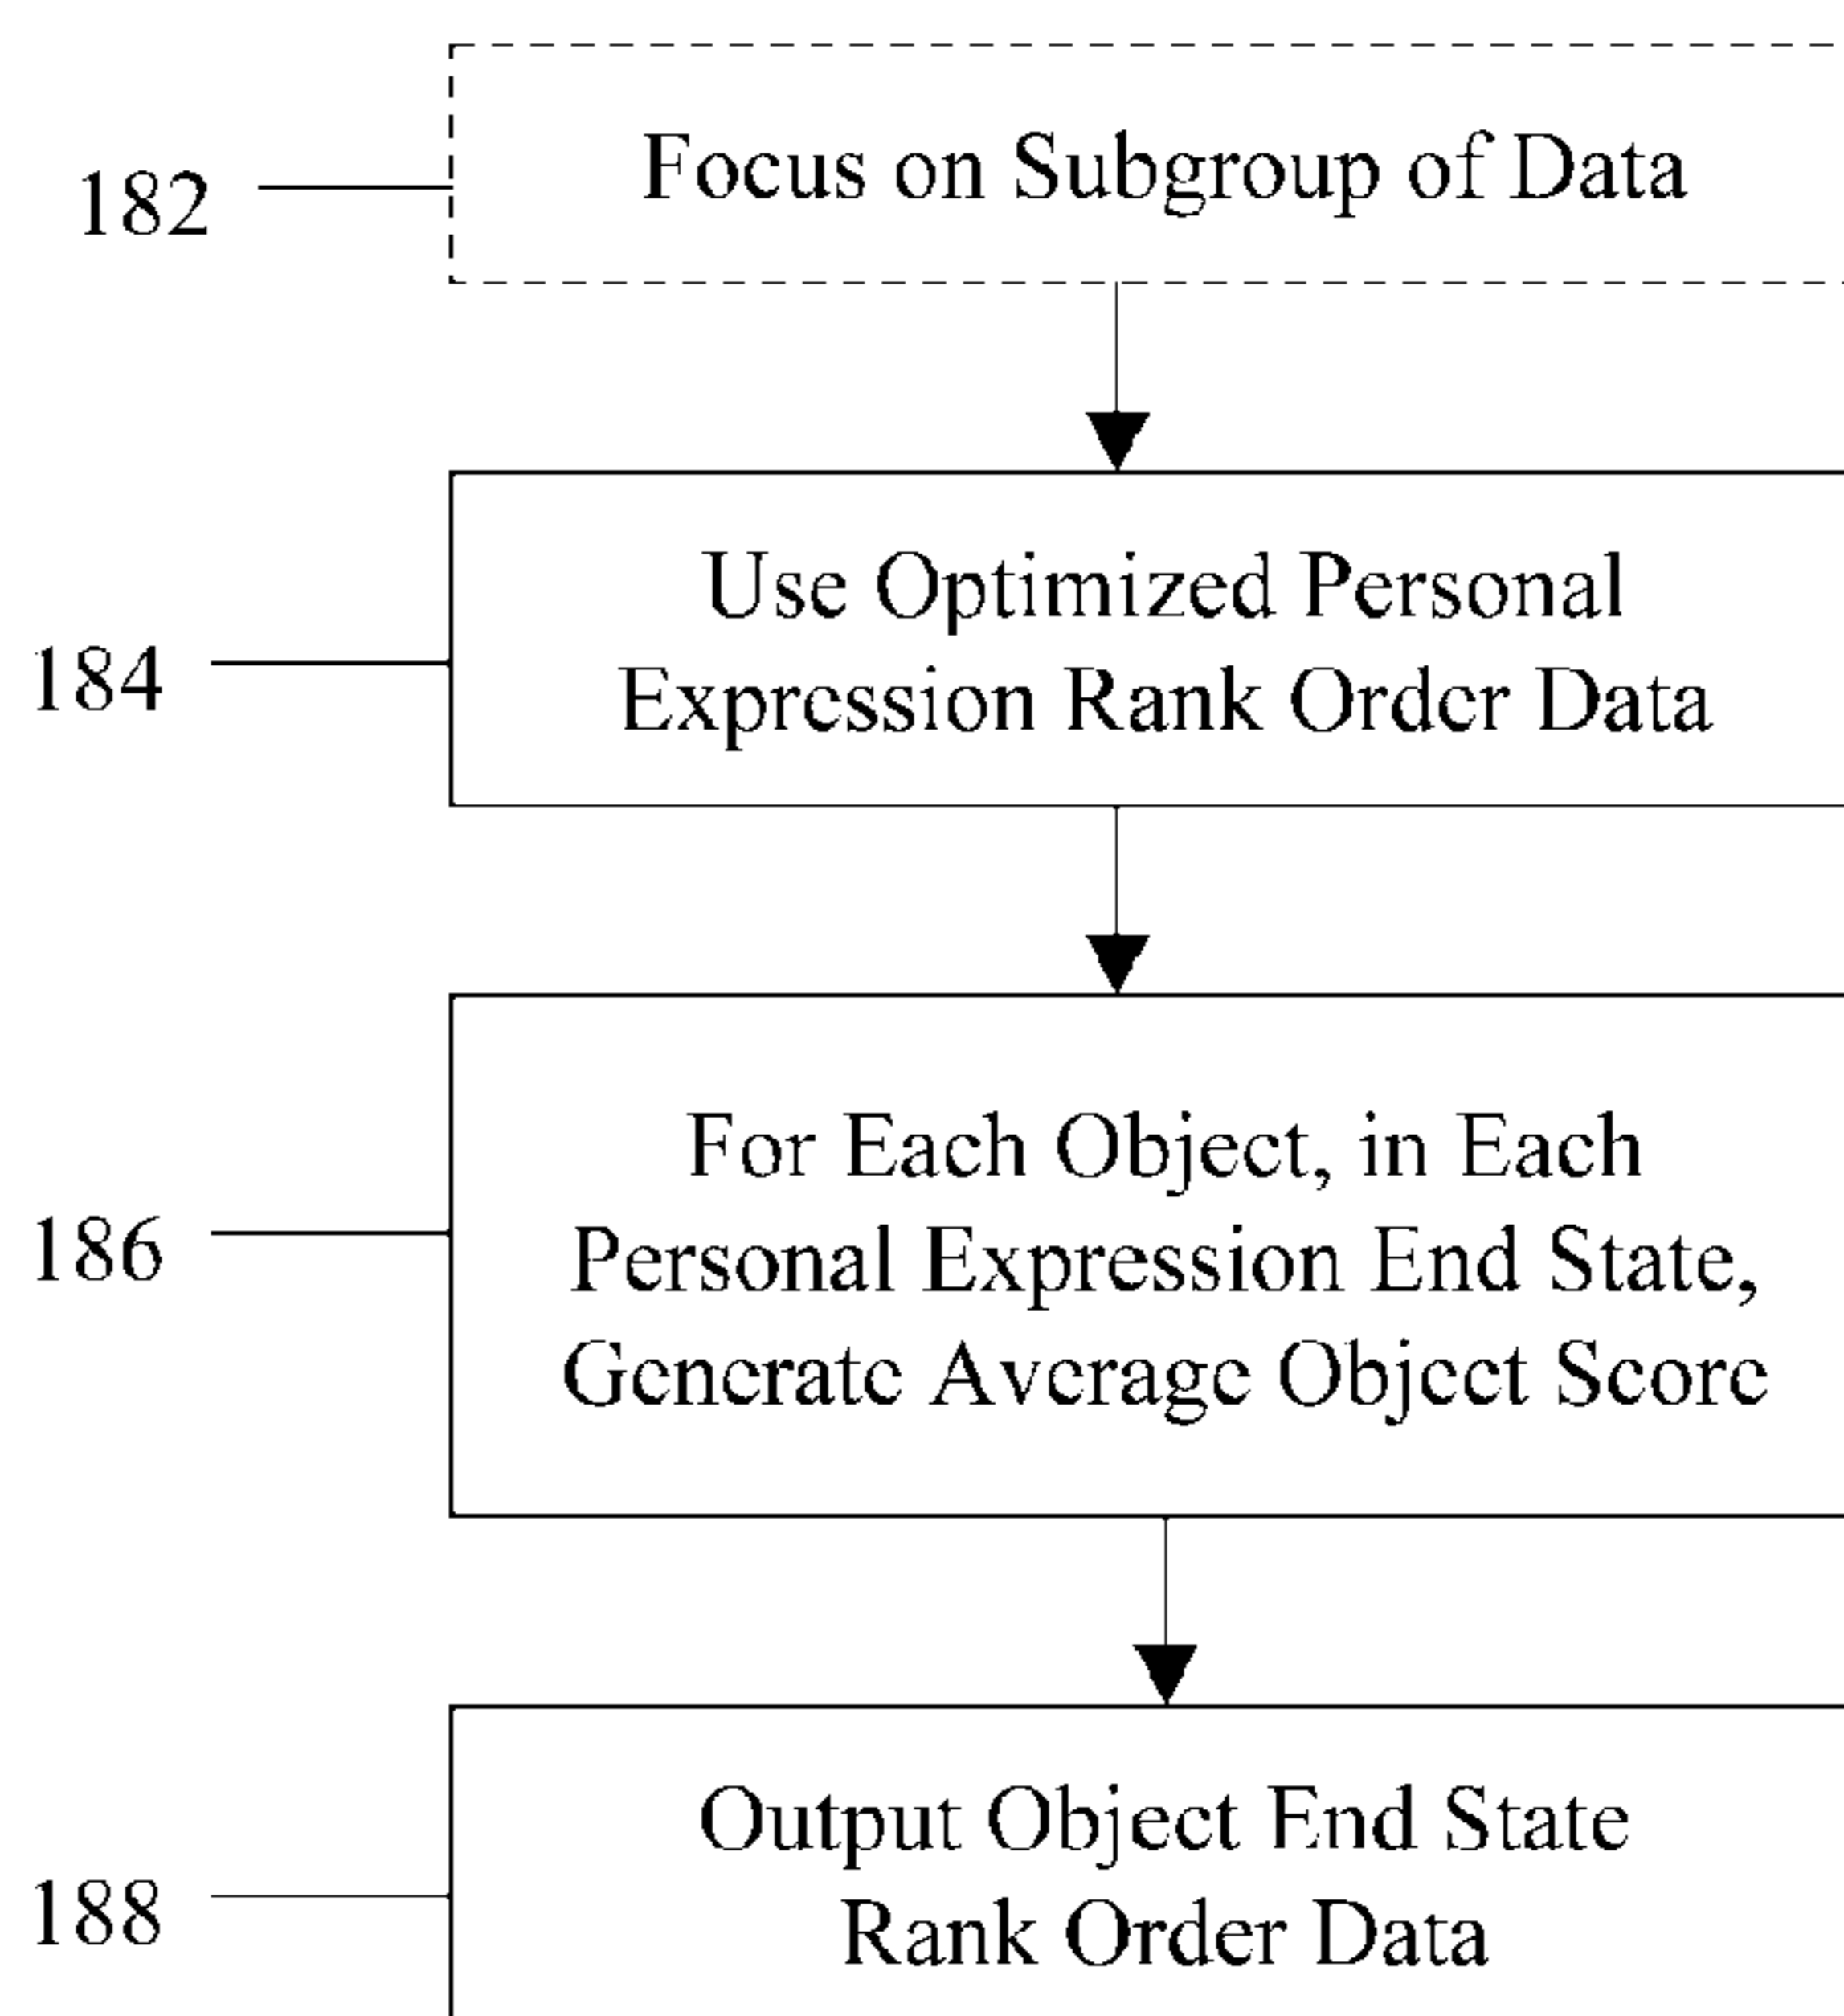 182
Focus on Subgroup of Data
184
Use Optimized Personal
Expression Rank Order Data
186
For Each Object, in Each
Personal Expression End State,
Generate Average Object Score
188
Output Object End State
Rank Order Data